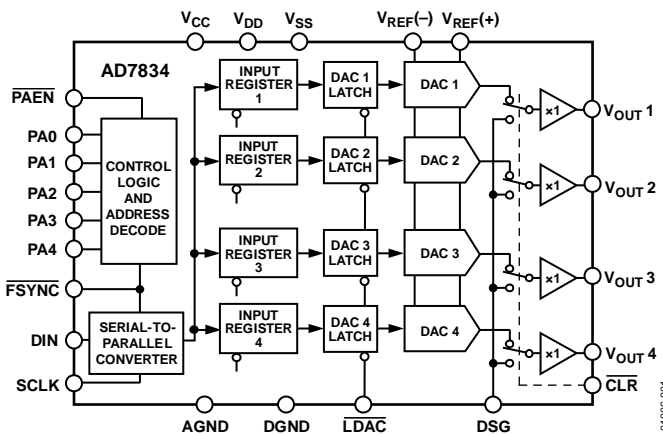 VCC VDD VSS VREF(–) VREF(+)
AD7834
PAEN
PA0
PA1
PA2
PA3
PA4
FSYNC
DIN
SCLK
CONTROL
LOGIC
AND
ADDRESS
DECODE
SERIAL-TO-
PARALLEL
CONVERTER
INPUT
REGISTER
1
DAC 1
LATCH
DAC 1
×1
VOUT 1
INPUT
REGISTER
2
DAC 2
LATCH
DAC 2
×1
VOUT 2
INPUT
REGISTER
3
DAC 3
LATCH
DAC 3
×1
VOUT 3
INPUT
REGISTER
4
DAC 4
LATCH
DAC 4
×1
VOUT 4
CLR
AGND DGND LDAC DSG